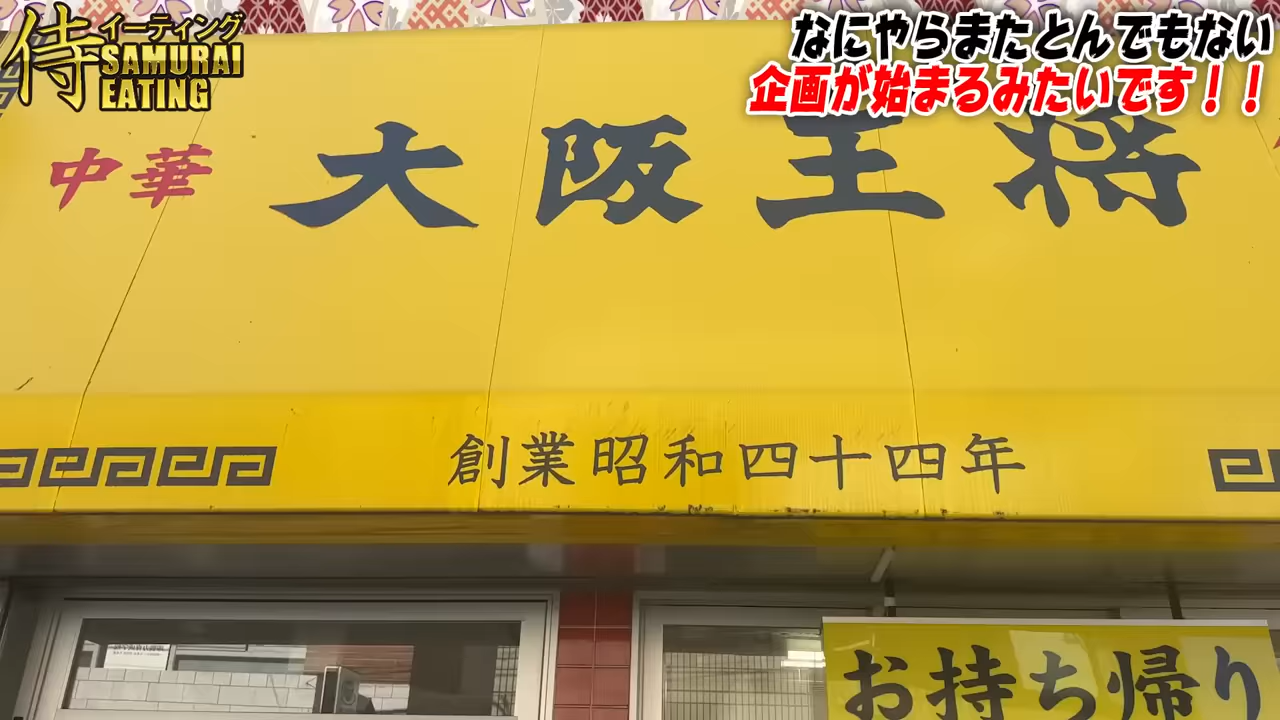 侍イーティング
SAMURAI
EATING
なにやらまたとんでもない
企画が始まるみたいです！！
中華 大阪王将
創業昭和四十四年
お持ち帰り